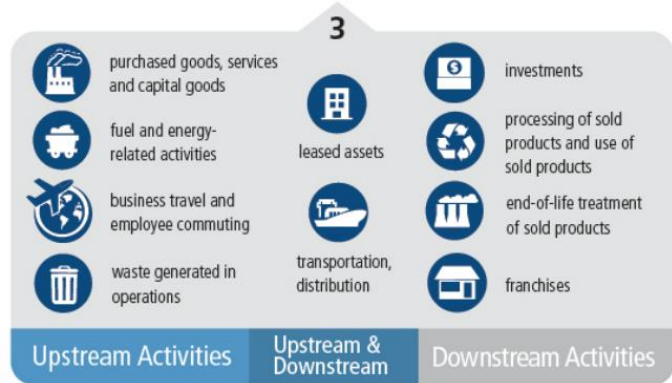 3
purchased goods, services
and capital goods
fuel and energy-
related activities
business travel and
employee commuting
waste generated in
operations
leased assets
transportation,
distribution
$
investments
processing of sold
products and use of
sold products
end-of-life treatment
of sold products
franchises
Upstream Activities
Upstream &
Downstream
Downstream Activities